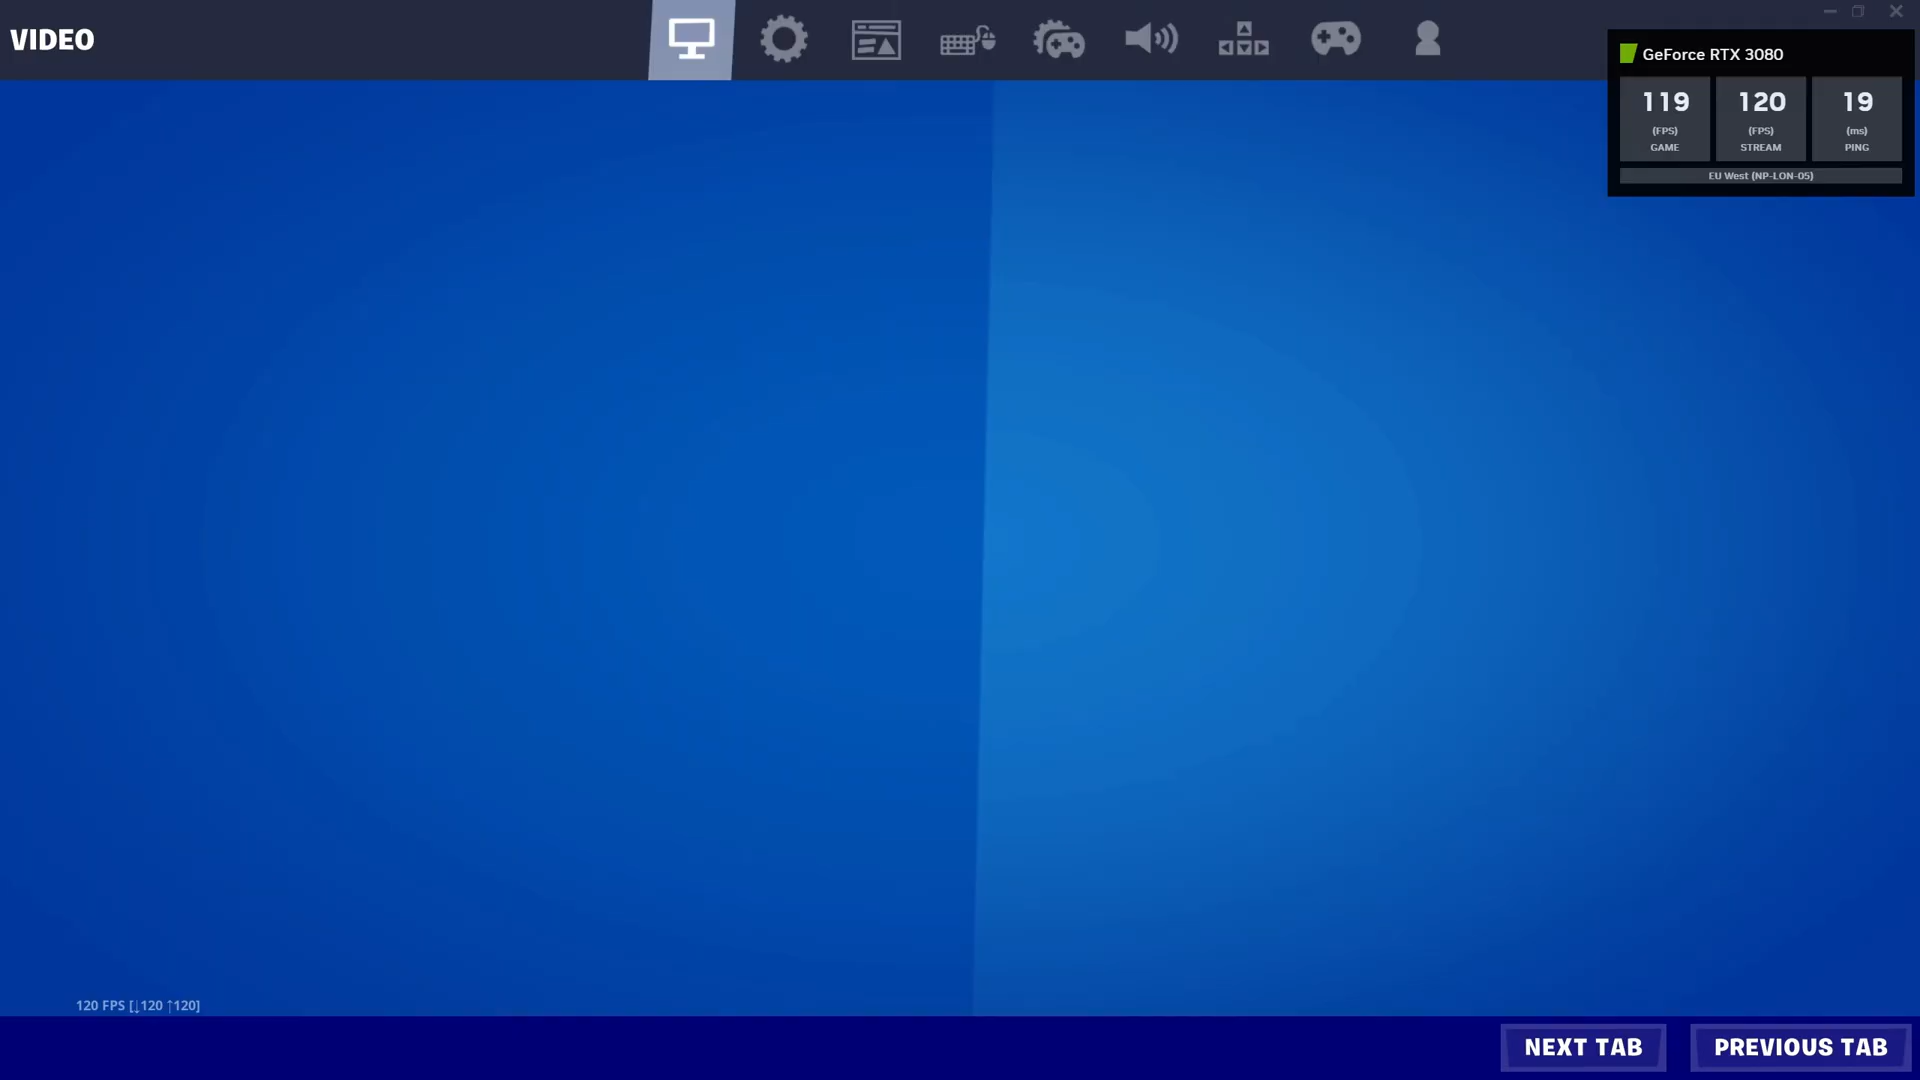 VIDEO
GeForce RTX 3080
119 120 19
(FPS) (FPS) (ms)
GAME STREAM PING
EU West (NP-LON-05)
120 FPS [↓120 ↑120]
NEXT TAB PREVIOUS TAB